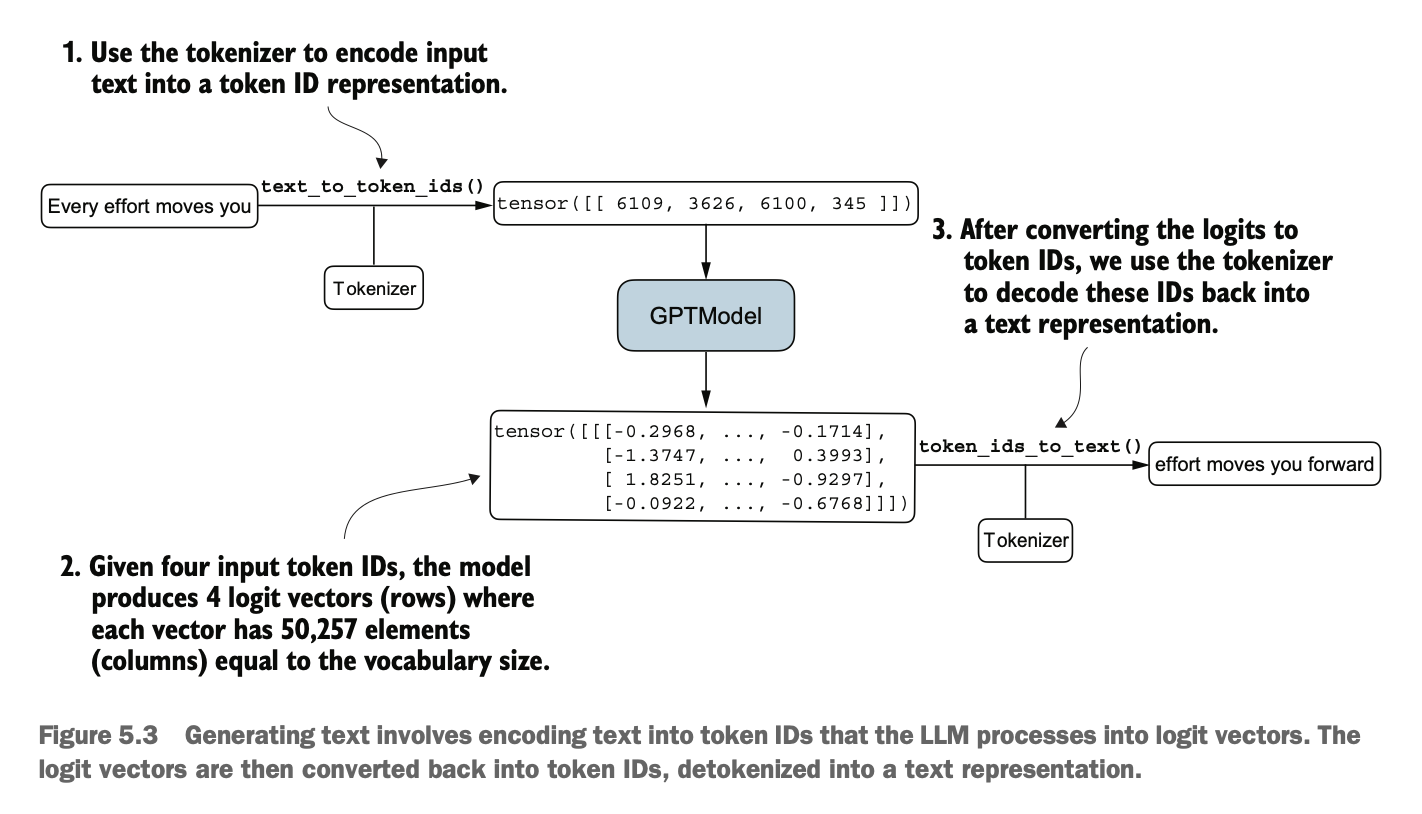 1. Use the tokenizer to encode input
text into a token ID representation.
text_to_token_ids()
Every effort moves you
tensor([[ 6109, 3626, 6100, 345 ]])
Tokenizer
GPTModel
3. After converting the logits to
token IDs, we use the tokenizer
to decode these IDs back into
a text representation.
tensor([[[-0.2968, ..., -0.1714],
[-1.3747, ..., 0.3993],
[ 1.8251, ..., -0.9297],
[-0.0922, ..., -0.6768]]])
token_ids_to_text()
effort moves you forward
Tokenizer
2. Given four input token IDs, the model
produces 4 logit vectors (rows) where
each vector has 50,257 elements
(columns) equal to the vocabulary size.
Figure 5.3 Generating text involves encoding text into token IDs that the LLM processes into logit vectors. The
logit vectors are then converted back into token IDs, detokenized into a text representation.